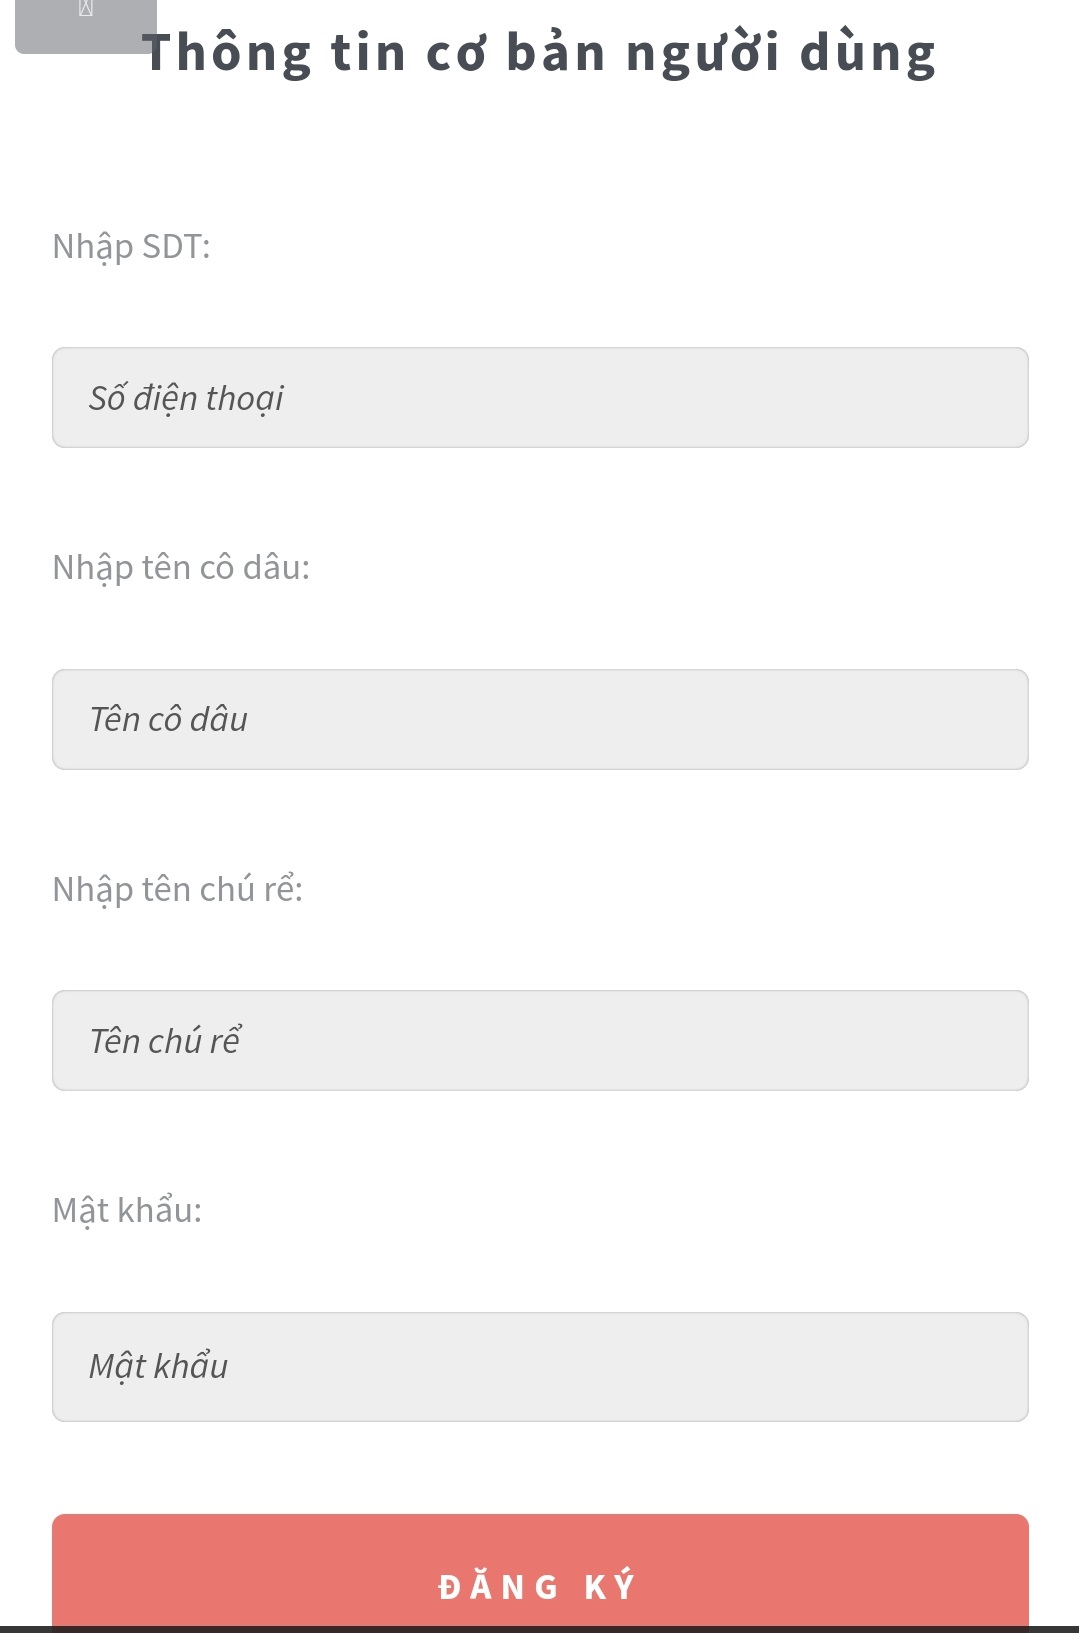 Thông tin cơ bản người dùng
Nhập SDT:
Số điện thoại
Nhập tên cô dâu:
Tên cô dâu
Nhập tên chú rể:
Tên chú rể
Mật khẩu:
Mật khẩu
ĐĂNG KÝ